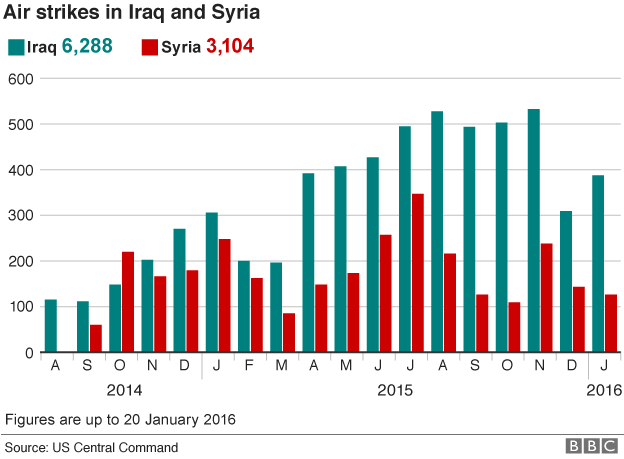 Air strikes in Iraq and Syria
Iraq 6,288 Syria 3,104
600
500
400
300
200
100
0
A S O N D J F M A M J J A S O N D J
2014 2015 2016
Figures are up to 20 January 2016
Source: US Central Command BBC